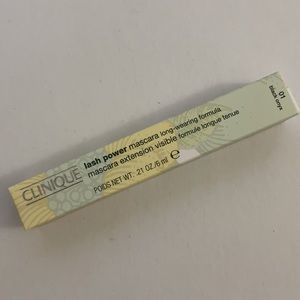 CLINIQUE
lash power mascara long-wearing formula
mascara extension visible formule longue tenue
POIDS NET WT. .21 OZ./6 ml ℮
01
black onyx